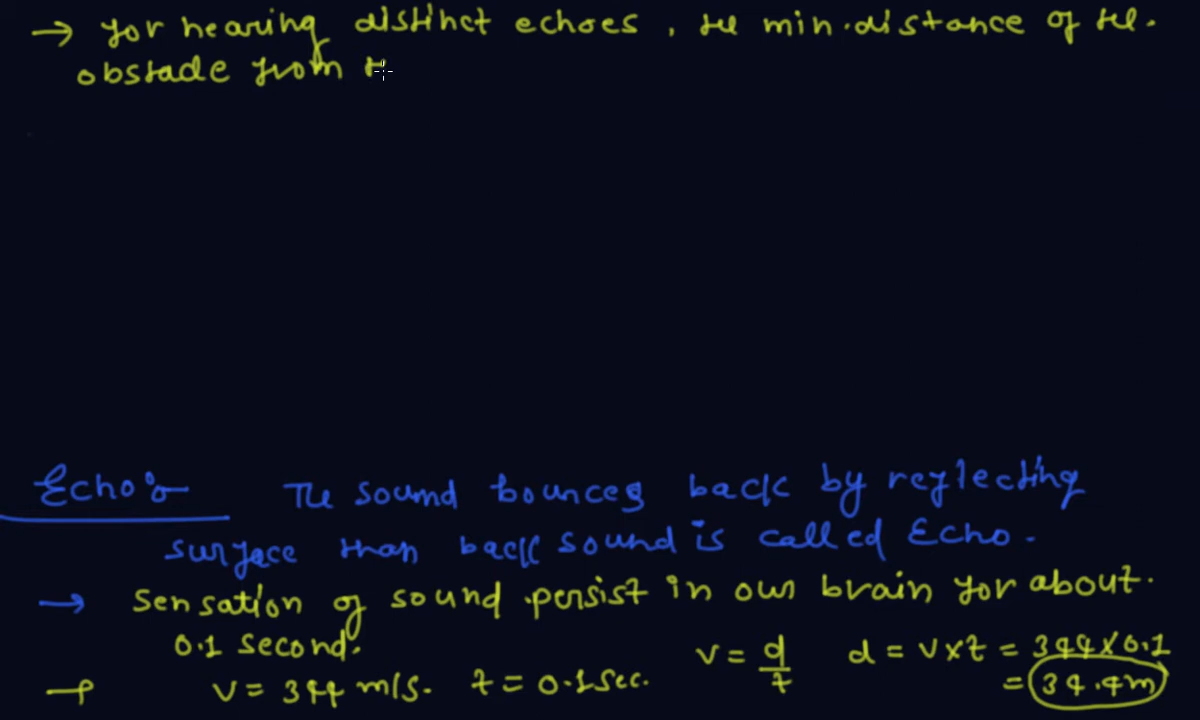 → for hearing distinct echoes, the min. distance of the.
obstacle from t
Echo:- The sound bounces back by reflecting
surface than back sound is called Echo.
→ Sensation of sound persist in our brain for about.
0.1 second.
v = d/t d = v×t = 344×0.1
→ v = 344 m/s. t = 0.1 sec. = 34.4m